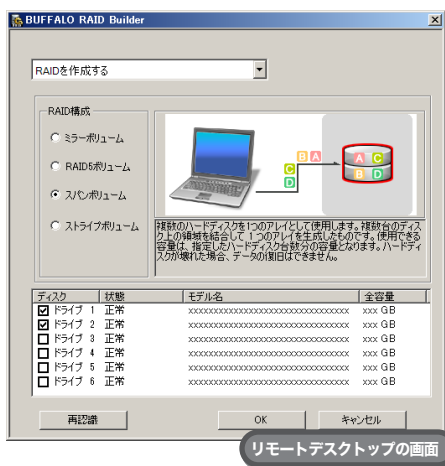 BUFFALO RAID Builder
RAIDを作成する
RAID構成
ミラーボリューム
RAID5ボリューム
スパンボリューム
ストライプボリューム
B A
C
D
A C
B D
複数のハードディスクを1つのアレイとして使用します。複数台のディス
ク上の領域を結合して 1つのアレイを生成したものです。使用できる
容量は、指定したハードディスク台数分の容量となります。ハードディ
スクが壊れた場合、データの復旧はできません。
ディスク 状態 モデル名 全容量
ドライブ 1 正常 xxxxxxxxxxxxxxxxxxxxxxxxxxxxxx xxx GB
ドライブ 2 正常 xxxxxxxxxxxxxxxxxxxxxxxxxxxxxx xxx GB
ドライブ 3 正常 xxxxxxxxxxxxxxxxxxxxxxxxxxxxxx xxx GB
ドライブ 4 正常 xxxxxxxxxxxxxxxxxxxxxxxxxxxxxx xxx GB
ドライブ 5 正常 xxxxxxxxxxxxxxxxxxxxxxxxxxxxxx xxx GB
ドライブ 6 正常 xxxxxxxxxxxxxxxxxxxxxxxxxxxxxx xxx GB
再認識 OK キャンセル
リモートデスクトップの画面